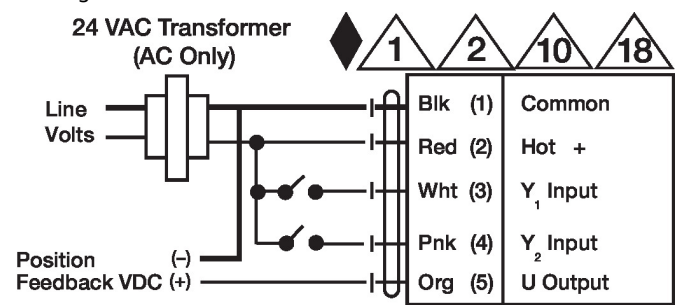 24 VAC Transformer
(AC Only)
1 2 10 18
Line
Volts
Blk (1) Common
Red (2) Hot +
Wht (3) Y1 Input
Pnk (4) Y2 Input
Org (5) U Output
Position (–)
Feedback VDC (+)